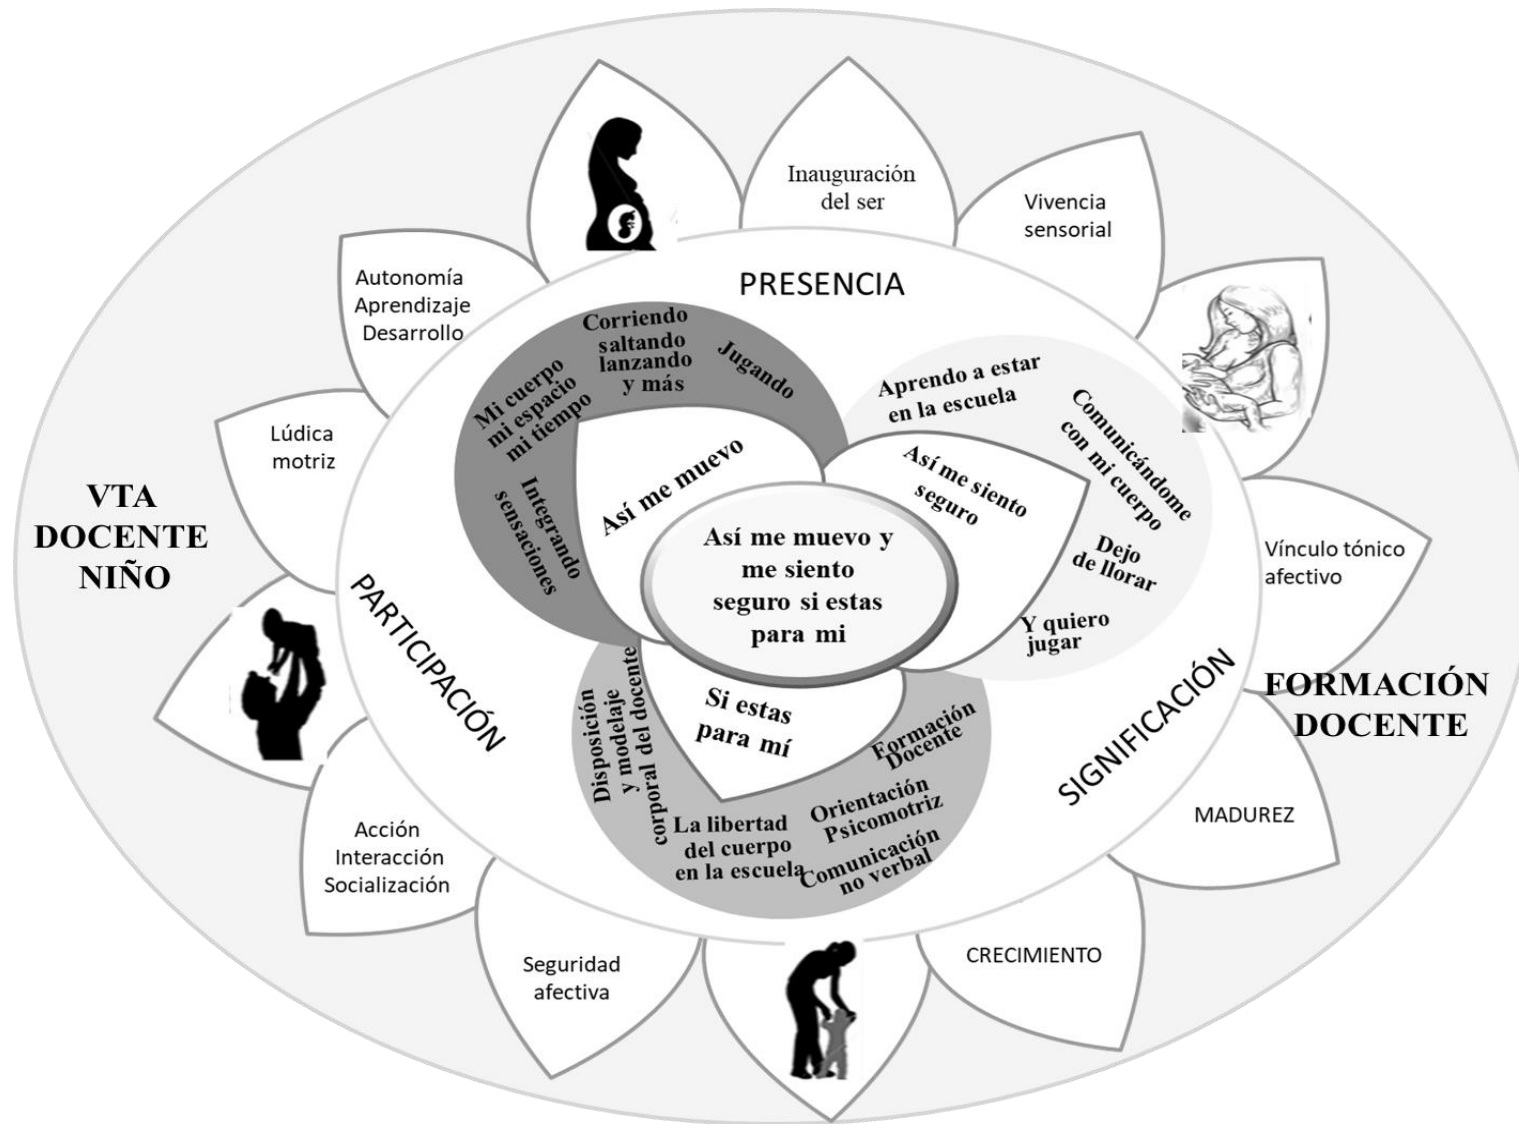 Inauguración
del ser
Vivencia
sensorial
Autonomía
Aprendizaje
Desarrollo
Lúdica
motriz
VTA
DOCENTE
NIÑO
PRESENCIA
Corriendo
saltando
lanzando
y más
Jugando
Mi cuerpo
mi espacio
mi tiempo
Integrando
sensaciones
Así me muevo
Aprendo a estar
en la escuela
Comunicándome
con mi cuerpo
Dejo
de llorar
Y quiero
jugar
Así me siento
seguro
Así me muevo y
me siento
seguro si estas
para mi
Vínculo tónico
afectivo
FORMACIÓN
DOCENTE
PARTICIPACIÓN
SIGNIFICACIÓN
Si estas
para mí
Disposición
y modelaje
corporal del docente
La libertad
del cuerpo
en la escuela
Formación
Docente
Orientación
Psicomotriz
Comunicación
no verbal
Acción
Interacción
Socialización
Seguridad
afectiva
CRECIMIENTO
MADUREZ